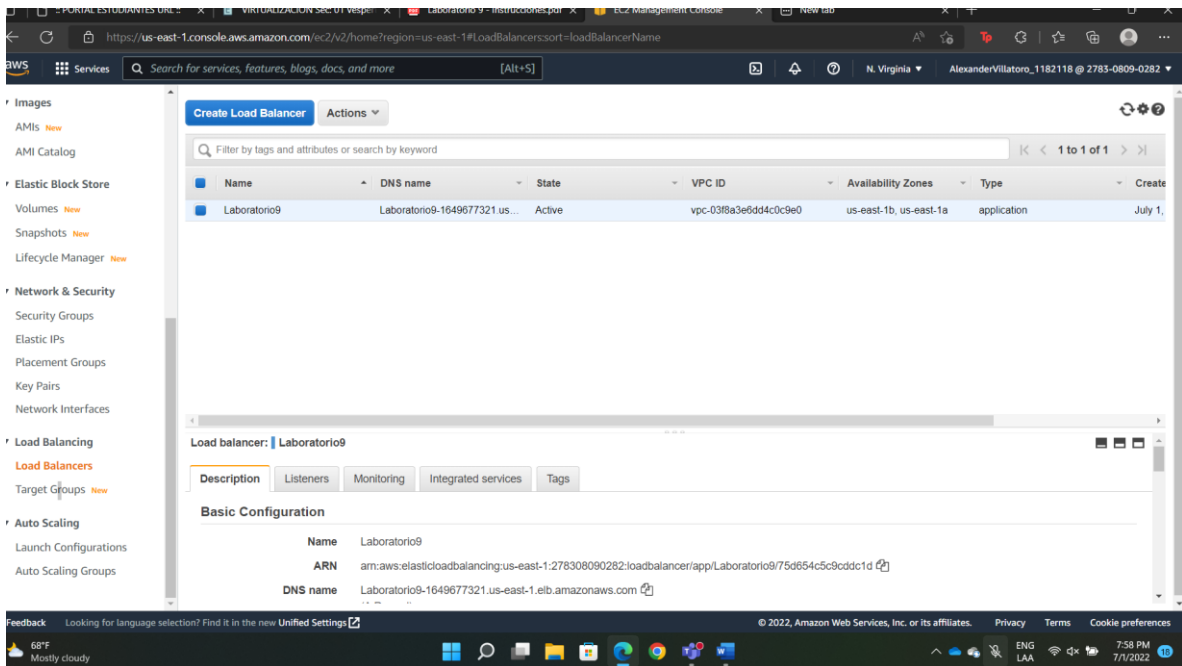 :: PORTAL ESTUDIANTES URL :: VIRTUALIZACION Sec: 01 Vesper Laboratorio 9 - Instrucciones.pdf EC2 Management Console New tab
https://us-east-1.console.aws.amazon.com/ec2/v2/home?region=us-east-1#LoadBalancers:sort=loadBalancerName
aws Services Search for services, features, blogs, docs, and more [Alt+S] N. Virginia AlexanderVillatoro_1182118 @ 2783-0809-0282
Images
AMIs New
AMI Catalog
Elastic Block Store
Volumes New
Snapshots New
Lifecycle Manager New
Network & Security
Security Groups
Elastic IPs
Placement Groups
Key Pairs
Network Interfaces
Load Balancing
Load Balancers
Target Groups New
Auto Scaling
Launch Configurations
Auto Scaling Groups
Create Load Balancer Actions
Filter by tags and attributes or search by keyword 1 to 1 of 1
Name DNS name State VPC ID Availability Zones Type Create
Laboratorio9 Laboratorio9-1649677321.us... Active vpc-03f8a3e6dd4c0c9e0 us-east-1b, us-east-1a application July 1,
Load balancer: Laboratorio9
Description Listeners Monitoring Integrated services Tags
Basic Configuration
Name Laboratorio9
ARN arn:aws:elasticloadbalancing:us-east-1:278308090282:loadbalancer/app/Laboratorio9/75d654c5c9cddc1d
DNS name Laboratorio9-1649677321.us-east-1.elb.amazonaws.com
Feedback Looking for language selection? Find it in the new Unified Settings © 2022, Amazon Web Services, Inc. or its affiliates. Privacy Terms Cookie preferences
68°F
Mostly cloudy
ENG
LAA
7:58 PM
7/1/2022
18